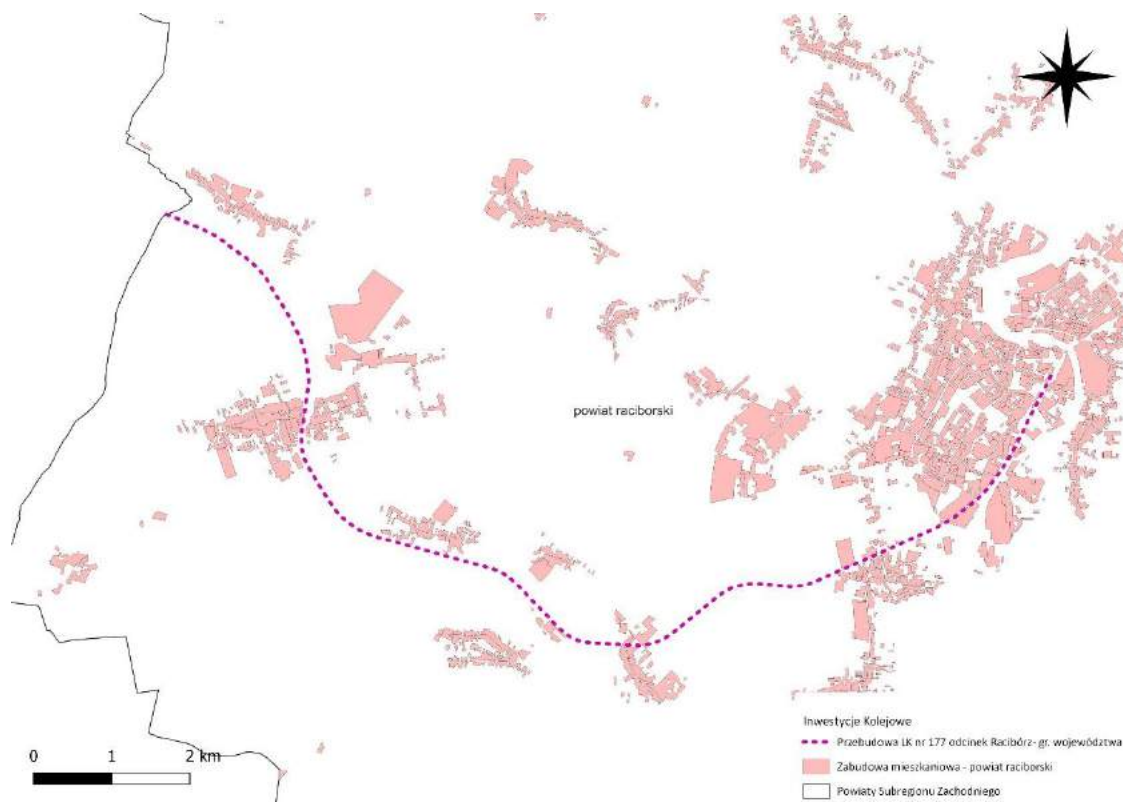 powiat raciborski
Inwestycje Kolejowe
Przebudowa LK nr 177 odcinek Racibórz- gr. województwa
Zabudowa mieszkaniowa - powiat raciborski
Powiaty Subregionu Zachodniego
0 1 2 km